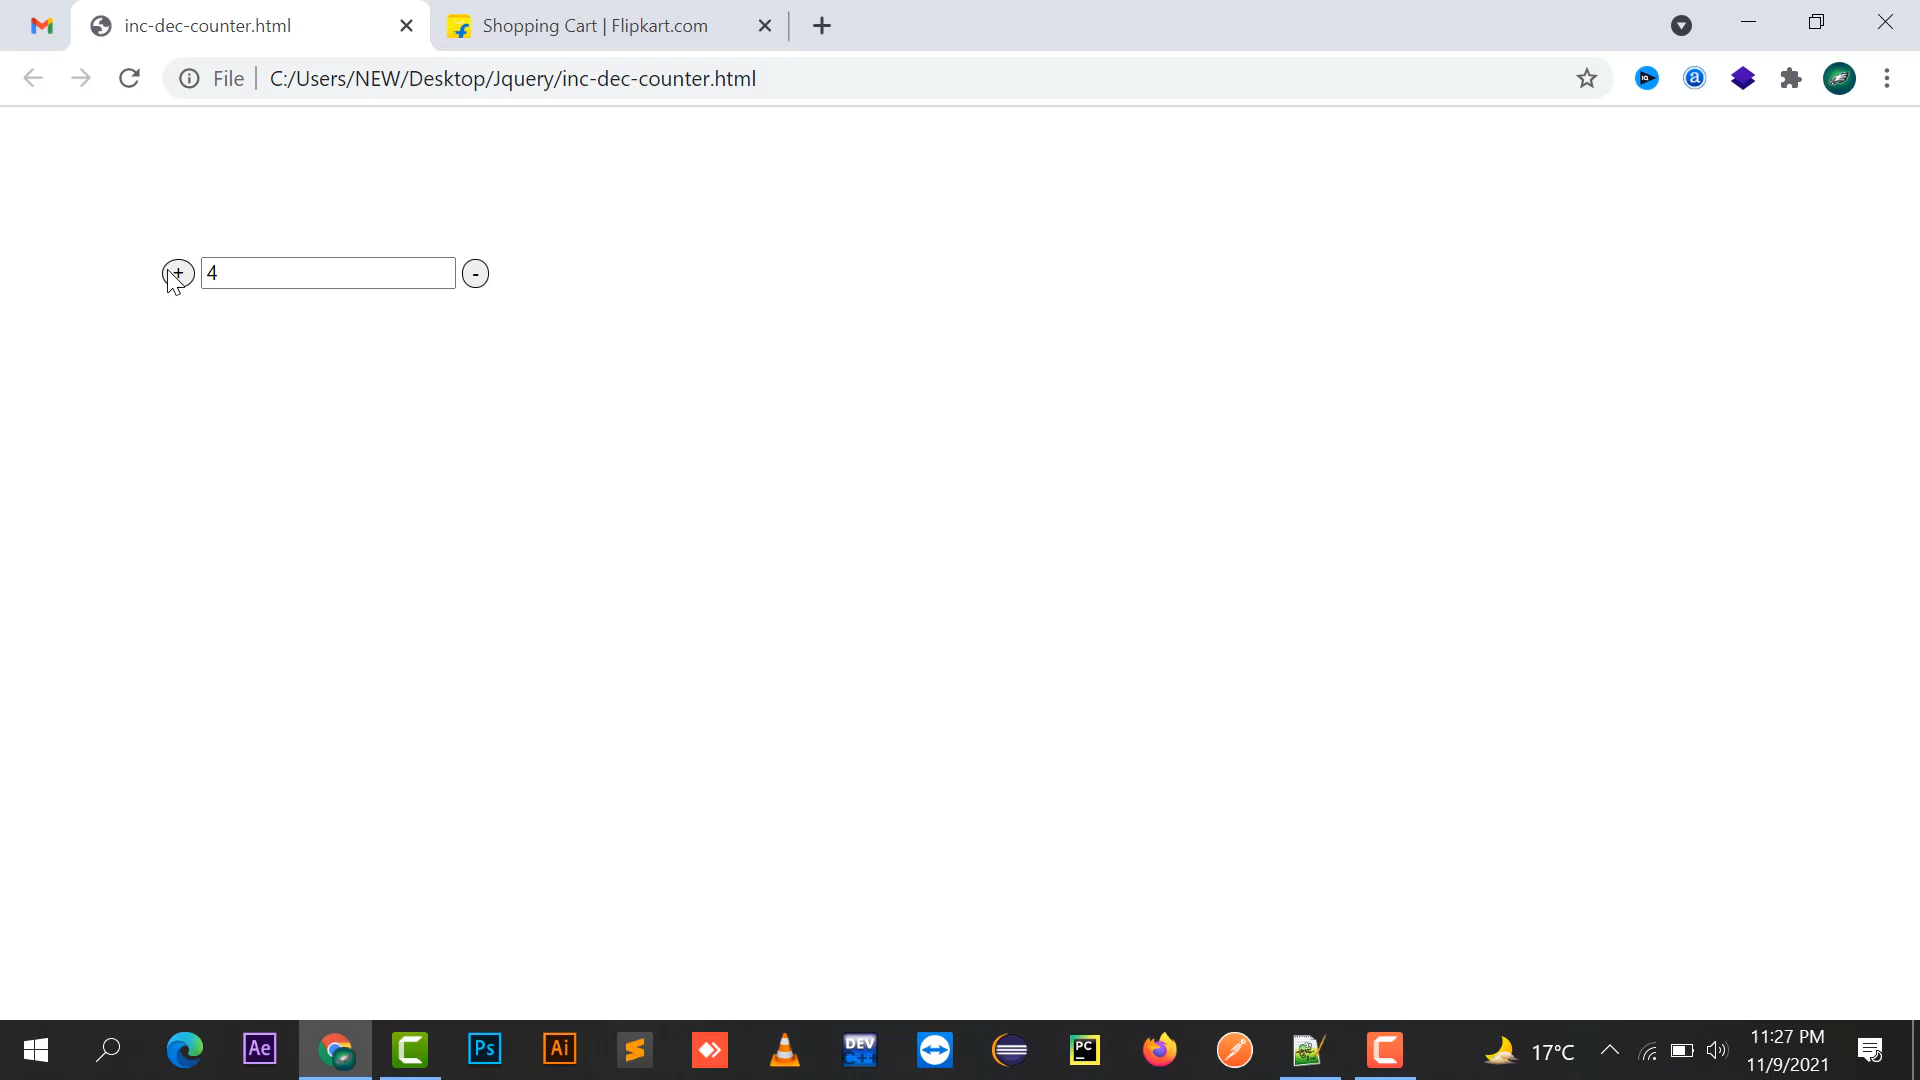 inc-dec-counter.html
Shopping Cart | Flipkart.com
File
C:/Users/NEW/Desktop/Jquery/inc-dec-counter.html
+ 4 -
Ae
Ps
Ai
DEV C++
PC
17°C
11:27 PM
11/9/2021